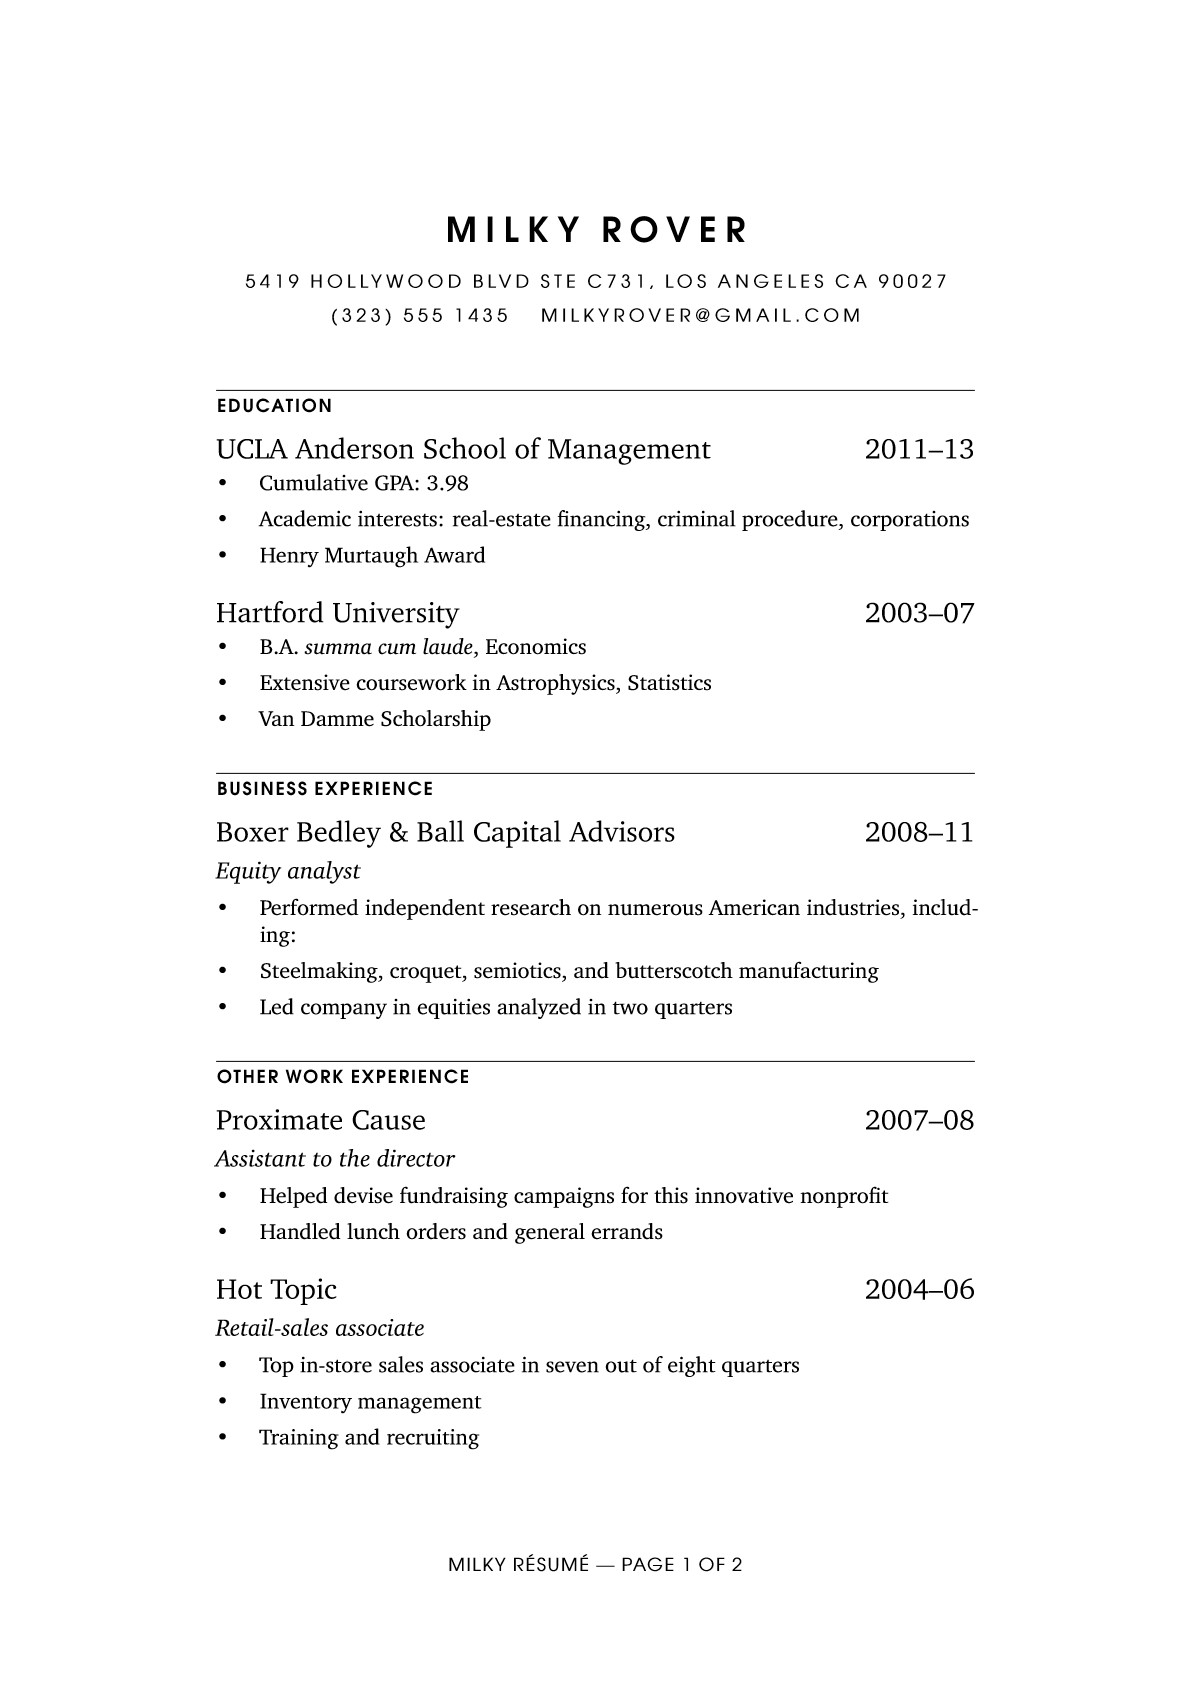 MILKY ROVER
5419 HOLLYWOOD BLVD STE C731, LOS ANGELES CA 90027
(323) 555 1435 MILKYROVER@GMAIL.COM
EDUCATION
UCLA Anderson School of Management 2011–13
• Cumulative GPA: 3.98
• Academic interests: real-estate financing, criminal procedure, corporations
• Henry Murtaugh Award
Hartford University 2003–07
• B.A. summa cum laude, Economics
• Extensive coursework in Astrophysics, Statistics
• Van Damme Scholarship
BUSINESS EXPERIENCE
Boxer Bedley & Ball Capital Advisors 2008–11
Equity analyst
• Performed independent research on numerous American industries, includ-
ing:
• Steelmaking, croquet, semiotics, and butterscotch manufacturing
• Led company in equities analyzed in two quarters
OTHER WORK EXPERIENCE
Proximate Cause 2007–08
Assistant to the director
• Helped devise fundraising campaigns for this innovative nonprofit
• Handled lunch orders and general errands
Hot Topic 2004–06
Retail-sales associate
• Top in-store sales associate in seven out of eight quarters
• Inventory management
• Training and recruiting
MILKY RÉSUMÉ — PAGE 1 OF 2